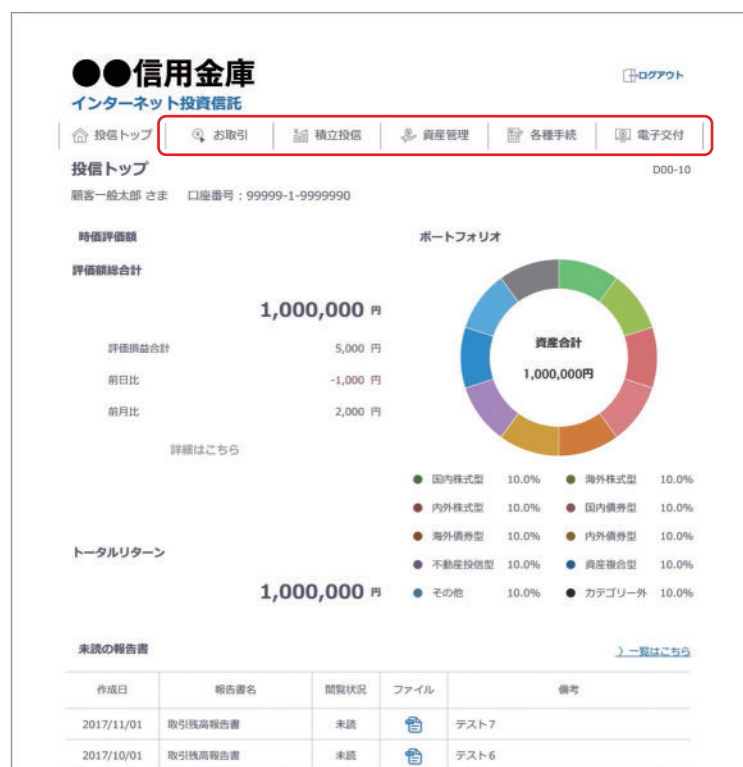 ●●信用金庫
ログアウト
インターネット投資信託
投信トップ お取引 積立投信 資産管理 各種手続 電子交付
投信トップ D00-10
顧客一般太郎 さま 口座番号：99999-1-9999990
時価評価額
評価額総合計
1,000,000 円
評価損益合計 5,000 円
前日比 -1,000 円
前月比 2,000 円
詳細はこちら
トータルリターン
1,000,000 円
ポートフォリオ
資産合計
1,000,000円
国内株式型 10.0% 海外株式型 10.0%
内外株式型 10.0% 国内債券型 10.0%
海外債券型 10.0% 内外債券型 10.0%
不動産投信型 10.0% 資産複合型 10.0%
その他 10.0% カテゴリー外 10.0%
未読の報告書 〉一覧はこちら
作成日 報告書名 閲覧状況 ファイル 備考
2017/11/01 取引残高報告書 未読 テスト7
2017/10/01 取引残高報告書 未読 テスト6